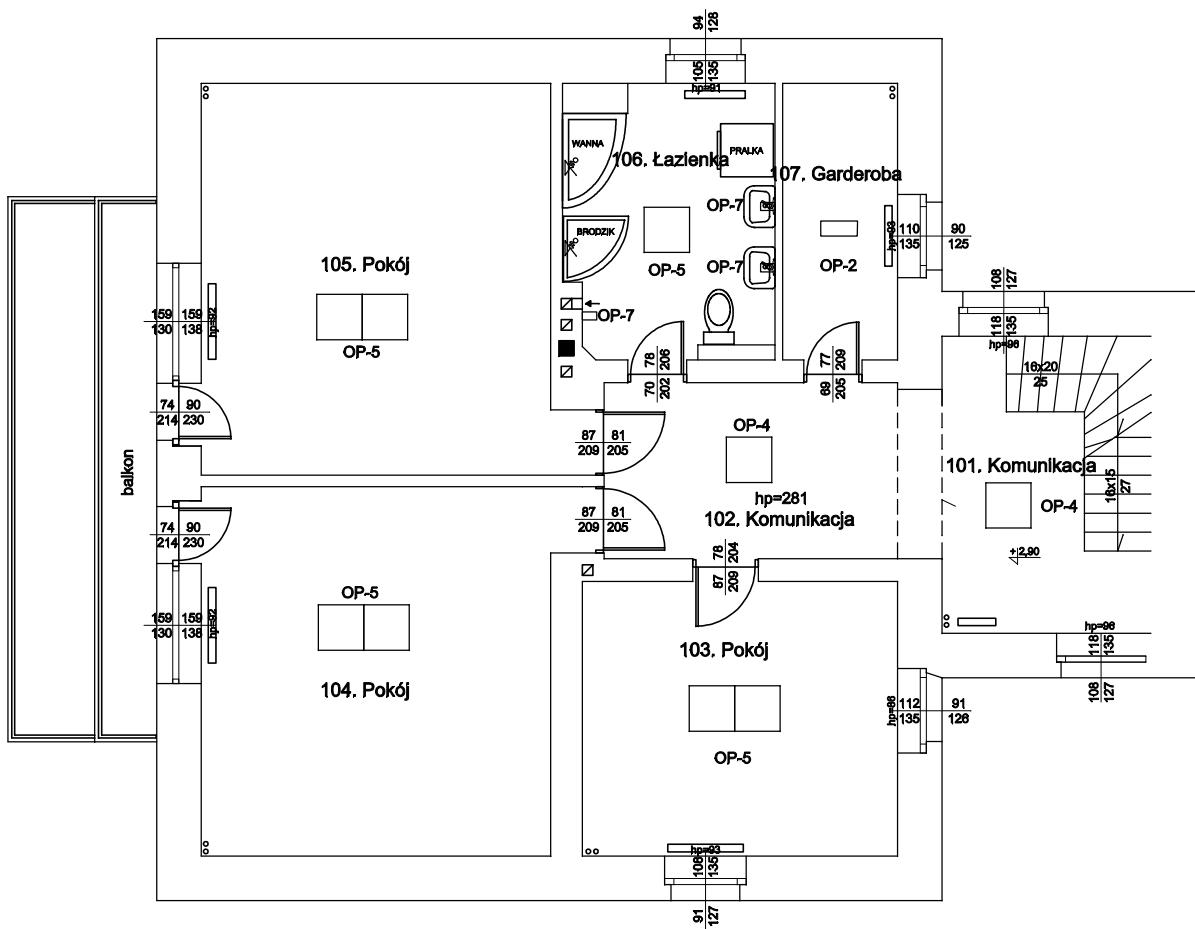 94
128
105
135
hp=91
WANNA
PRALKA
106. Łazienka
107. Garderoba
OP-7
BRODZIK
110
135
90
125
hp=93
105. Pokój
OP-5
OP-7
OP-2
108
127
159
130
159
138
hp=92
OP-7
118
135
hp=96
OP-5
78
206
70
202
77
209
69
205
16x20
25
74
214
90
230
OP-4
87
209
81
205
balkon
101. Komunikacja
16x15
27
hp=281
OP-4
102. Komunikacja
74
214
90
230
87
209
81
205
+2,90
78
204
87
209
OP-5
159
130
159
138
hp=92
hp=96
118
135
103. Pokój
104. Pokój
108
127
112
135
91
126
hp=86
OP-5
hp=93
108
135
91
127